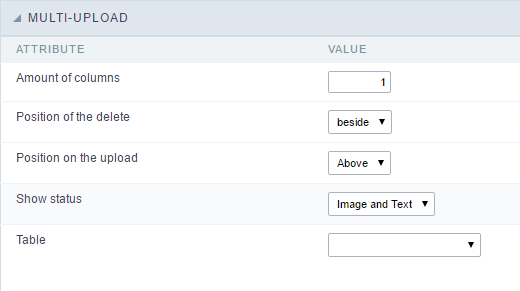 MULTI-UPLOAD
ATTRIBUTE VALUE
Amount of columns 1
Position of the delete beside
Position on the upload Above
Show status Image and Text
Table